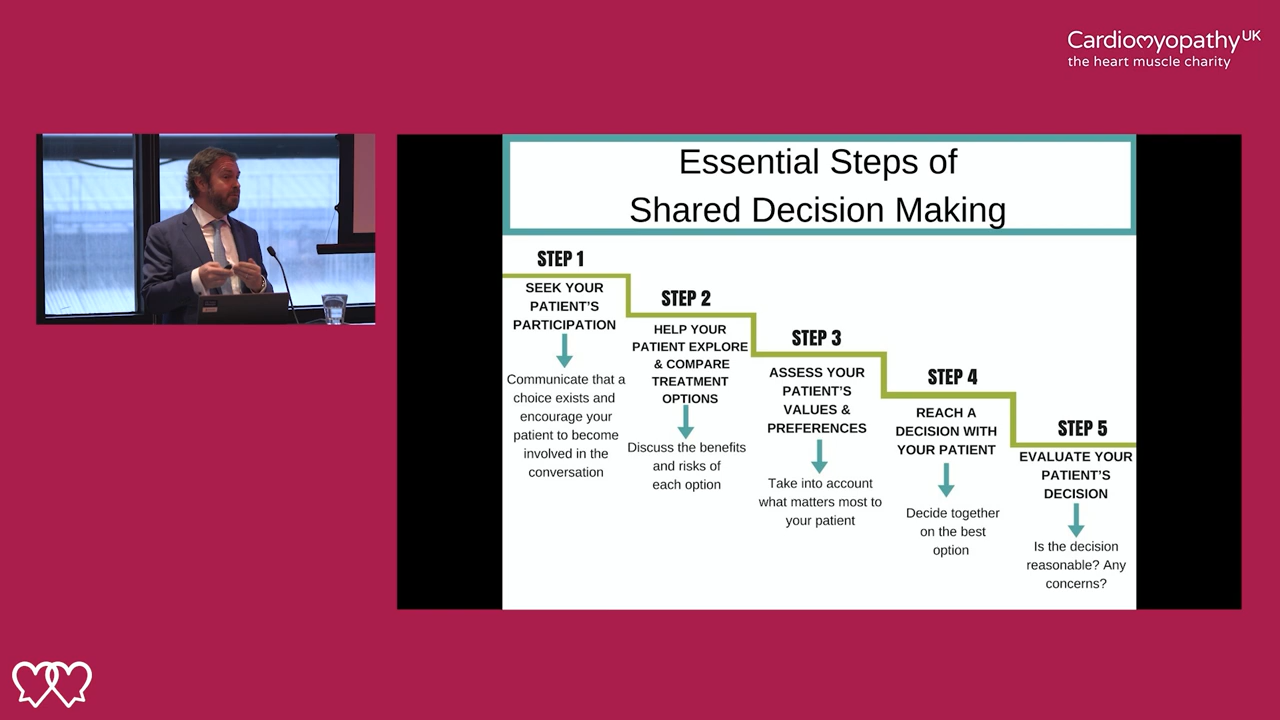 Cardiomyopathy UK
the heart muscle charity
Essential Steps of
Shared Decision Making
STEP 1
SEEK YOUR
PATIENT'S
PARTICIPATION
Communicate that a
choice exists and
encourage your
patient to become
involved in the
conversation
STEP 2
HELP YOUR
PATIENT EXPLORE
& COMPARE
TREATMENT
OPTIONS
Discuss the benefits
and risks of
each option
STEP 3
ASSESS YOUR
PATIENT'S
VALUES &
PREFERENCES
Take into account
what matters most to
your patient
STEP 4
REACH A
DECISION WITH
YOUR PATIENT
Decide together
on the best
option
STEP 5
EVALUATE YOUR
PATIENT'S
DECISION
Is the decision
reasonable? Any
concerns?